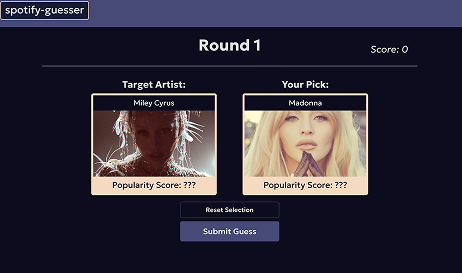 spotify-guesser
Round 1
Score: 0
Target Artist:
Your Pick:
Miley Cyrus
Madonna
Popularity Score: ???
Popularity Score: ???
Reset Selection
Submit Guess